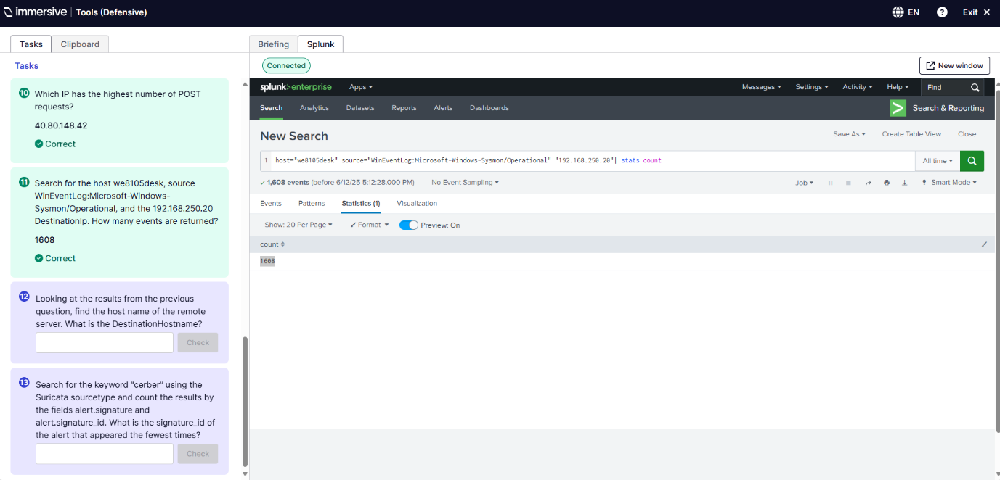 immersive | Tools (Defensive)
EN
?
Exit ×
Tasks
Clipboard
Briefing
Splunk
Tasks
Connected
New window
10 Which IP has the highest number of POST
requests?
40.80.148.42
Correct
11 Search for the host we8105desk, source
WinEventLog:Microsoft-Windows-
Sysmon/Operational, and the 192.168.250.20
DestinationIp. How many events are returned?
1608
Correct
12 Looking at the results from the previous
question, find the host name of the remote
server. What is the DestinationHostname?
Check
13 Search for the keyword “cerber” using the
Suricata sourcetype and count the results by
the fields alert.signature and
alert.signature_id. What is the signature_id of
the alert that appeared the fewest times?
Check
splunk>enterprise
Apps
Messages
Settings
Activity
Help
Find
Search
Analytics
Datasets
Reports
Alerts
Dashboards
> Search & Reporting
New Search
Save As
Create Table View
Close
1 host="we8105desk" source="WinEventLog:Microsoft-Windows-Sysmon/Operational" "192.168.250.20"| stats count
All time
1,608 events (before 6/12/25 5:12:28.000 PM)
No Event Sampling
Job
Smart Mode
Events
Patterns
Statistics (1)
Visualization
Show: 20 Per Page
Format
Preview: On
count
1608